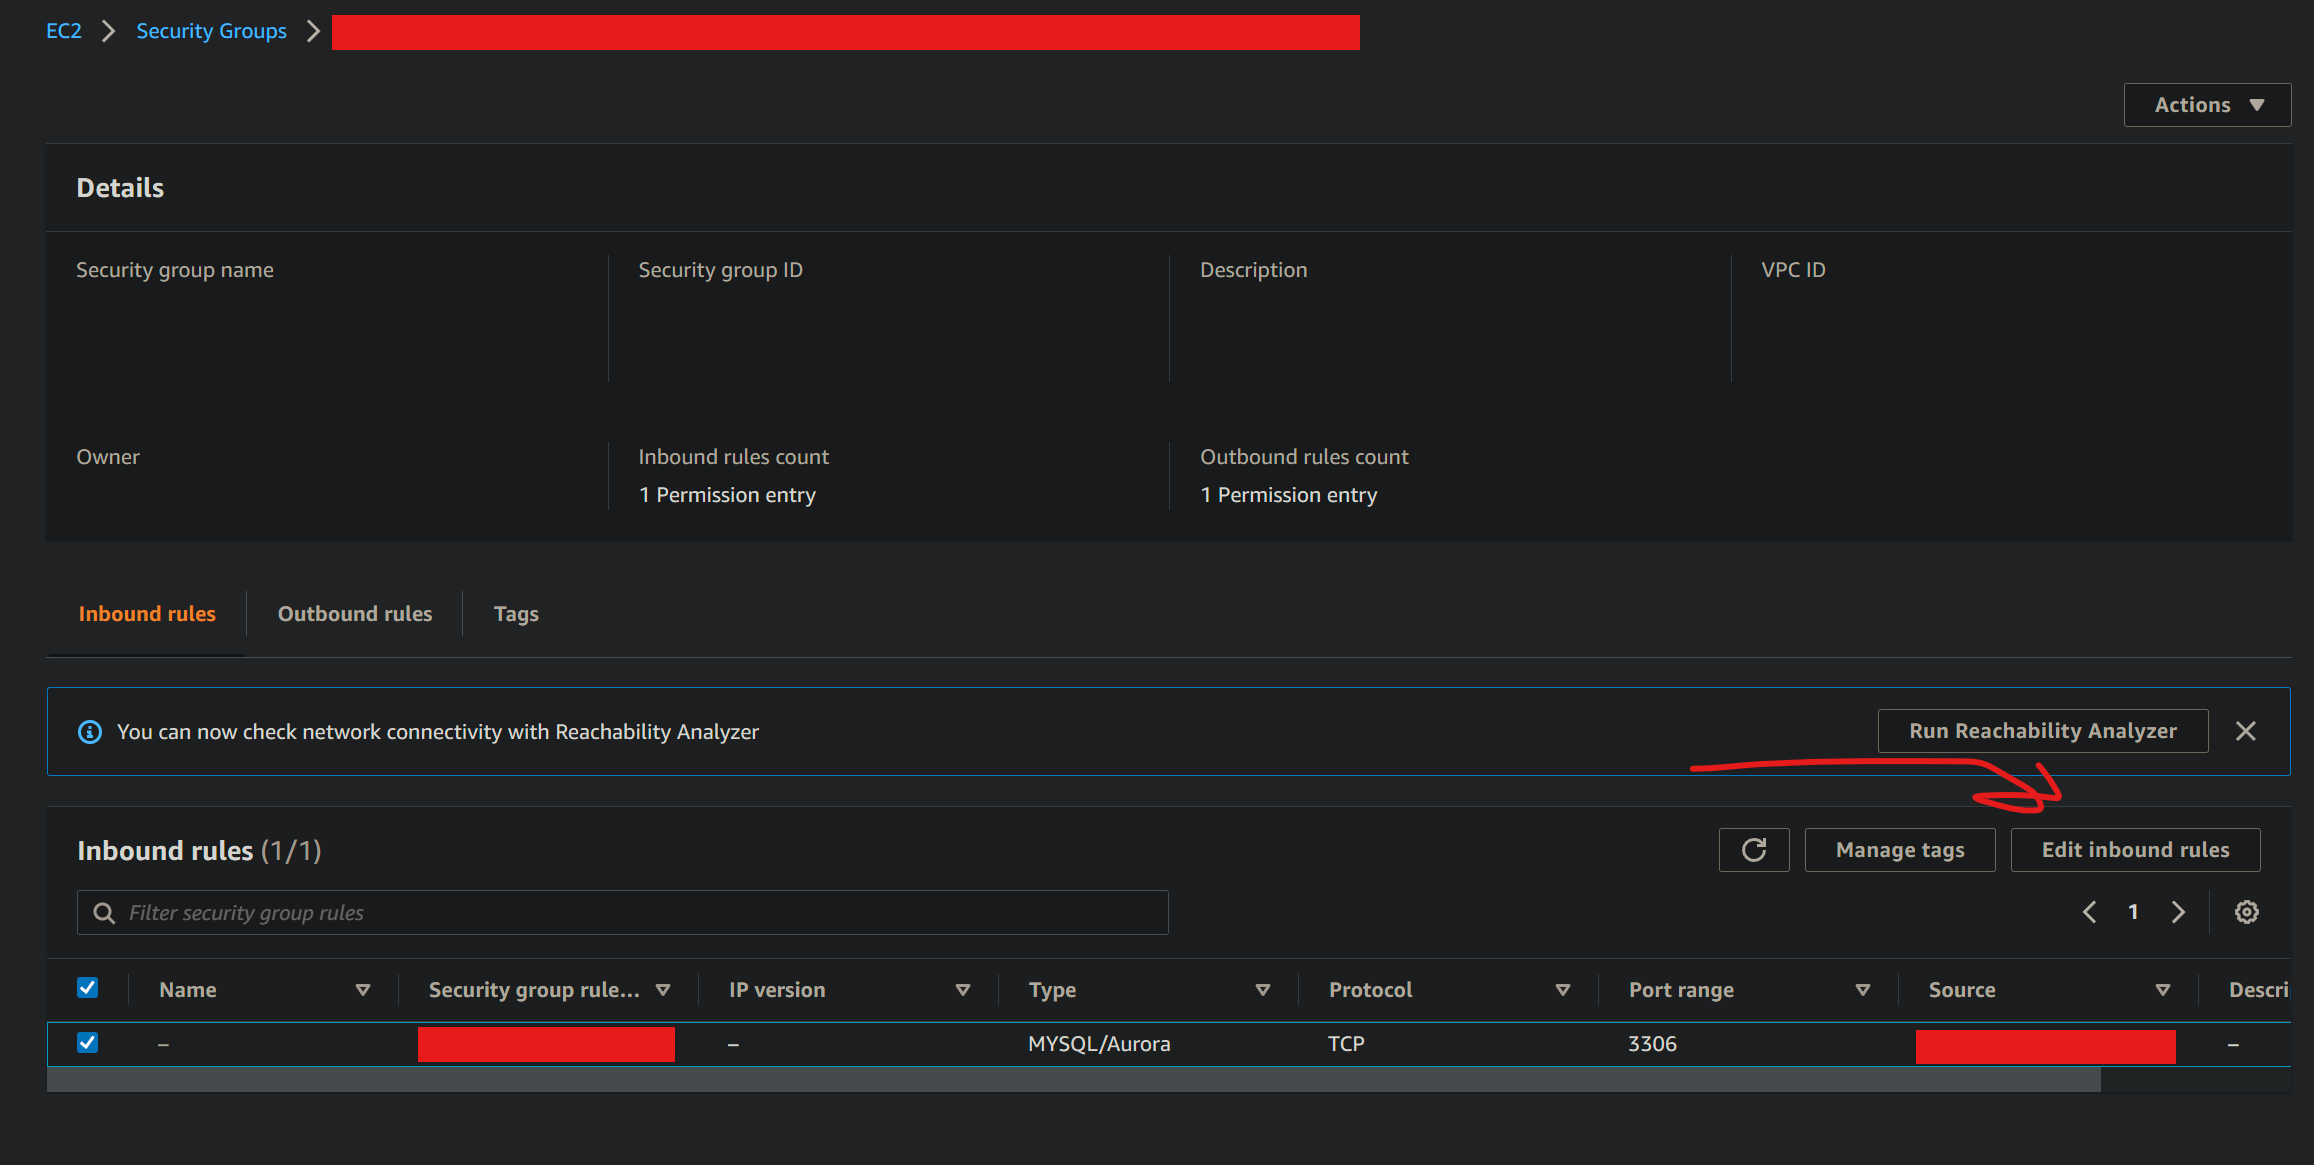 EC2 > Security Groups >
Actions
Details
Security group name
Security group ID
Description
VPC ID
Owner
Inbound rules count
1 Permission entry
Outbound rules count
1 Permission entry
Inbound rules
Outbound rules
Tags
You can now check network connectivity with Reachability Analyzer
Run Reachability Analyzer
Inbound rules (1/1)
Manage tags
Edit inbound rules
Filter security group rules
1
Name
Security group rule...
IP version
Type
Protocol
Port range
Source
Descri
–
–
MYSQL/Aurora
TCP
3306
–